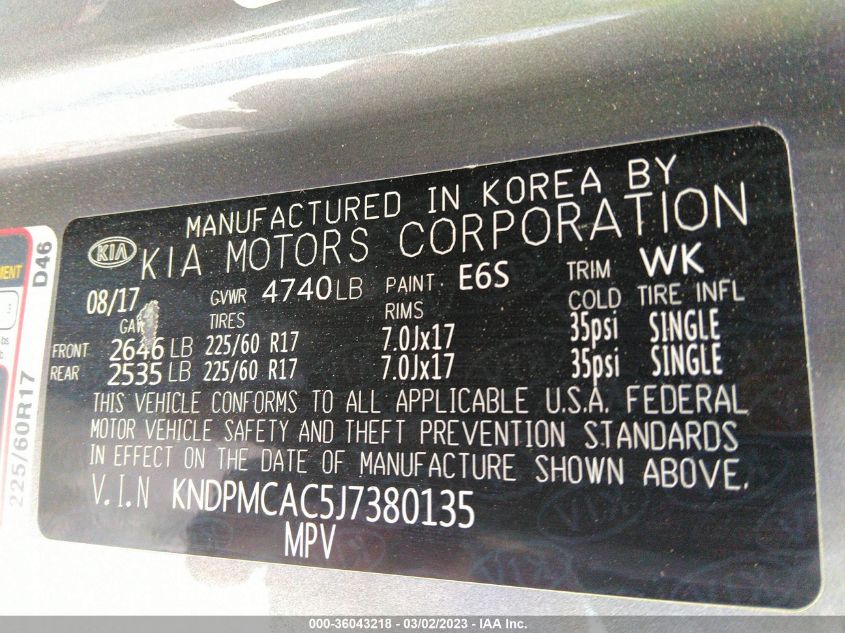 MANUFACTURED IN KOREA BY
KIA KIA MOTORS CORPORATION
08/17 GVWR 4740LB PAINT: E6S TRIM WK
TIRES RIMS COLD TIRE INFL
FRONT 2646 LB 225/60 R17 7.0Jx17 35psi SINGLE
REAR 2535 LB 225/60 R17 7.0Jx17 35psi SINGLE
THIS VEHICLE CONFORMS TO ALL APPLICABLE U.S.A. FEDERAL
MOTOR VEHICLE SAFETY AND THEFT PREVENTION STANDARDS
IN EFFECT ON THE DATE OF MANUFACTURE SHOWN ABOVE.
V.I.N KNDPMCAC5J7380135
MPV
D46
225/60R17
000-36043218 - 03/02/2023 - IAAI Inc.